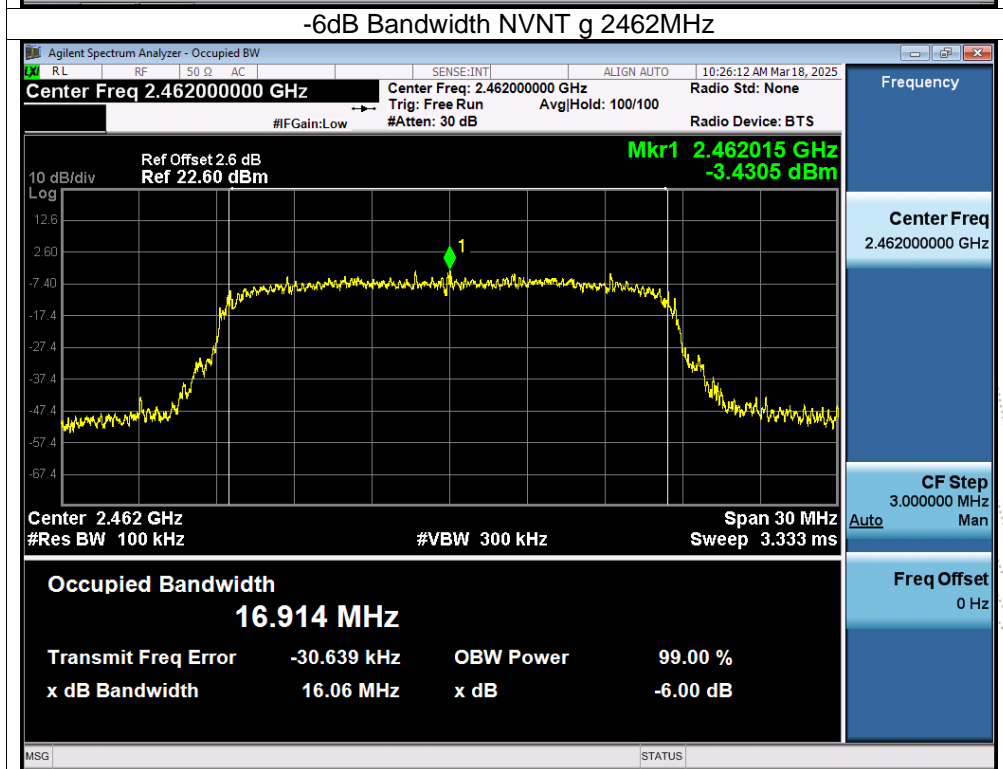 -6dB Bandwidth NVNT g 2462MHz
Agilent Spectrum Analyzer - Occupied BW
LXI RL RF 50 Ω AC SENSE:INT ALIGN AUTO 10:26:12 AM Mar 18, 2025
Center Freq 2.462000000 GHz
Center Freq: 2.462000000 GHz
Radio Std: None
Trig: Free Run Avg|Hold: 100/100
#IFGain:Low
#Atten: 30 dB
Radio Device: BTS
Mkr1 2.462015 GHz
-3.4305 dBm
Ref Offset 2.6 dB
10 dB/div Ref 22.60 dBm
Log
12.6
2.60
-7.40
-17.4
-27.4
-37.4
-47.4
-57.4
-67.4
1
Center 2.462 GHz
Span 30 MHz
#Res BW 100 kHz
#VBW 300 kHz
Sweep 3.333 ms
Occupied Bandwidth
16.914 MHz
Transmit Freq Error -30.639 kHz OBW Power 99.00 %
x dB Bandwidth 16.06 MHz x dB -6.00 dB
MSG
STATUS
Frequency
Center Freq
2.462000000 GHz
CF Step
3.000000 MHz
Auto Man
Freq Offset
0 Hz